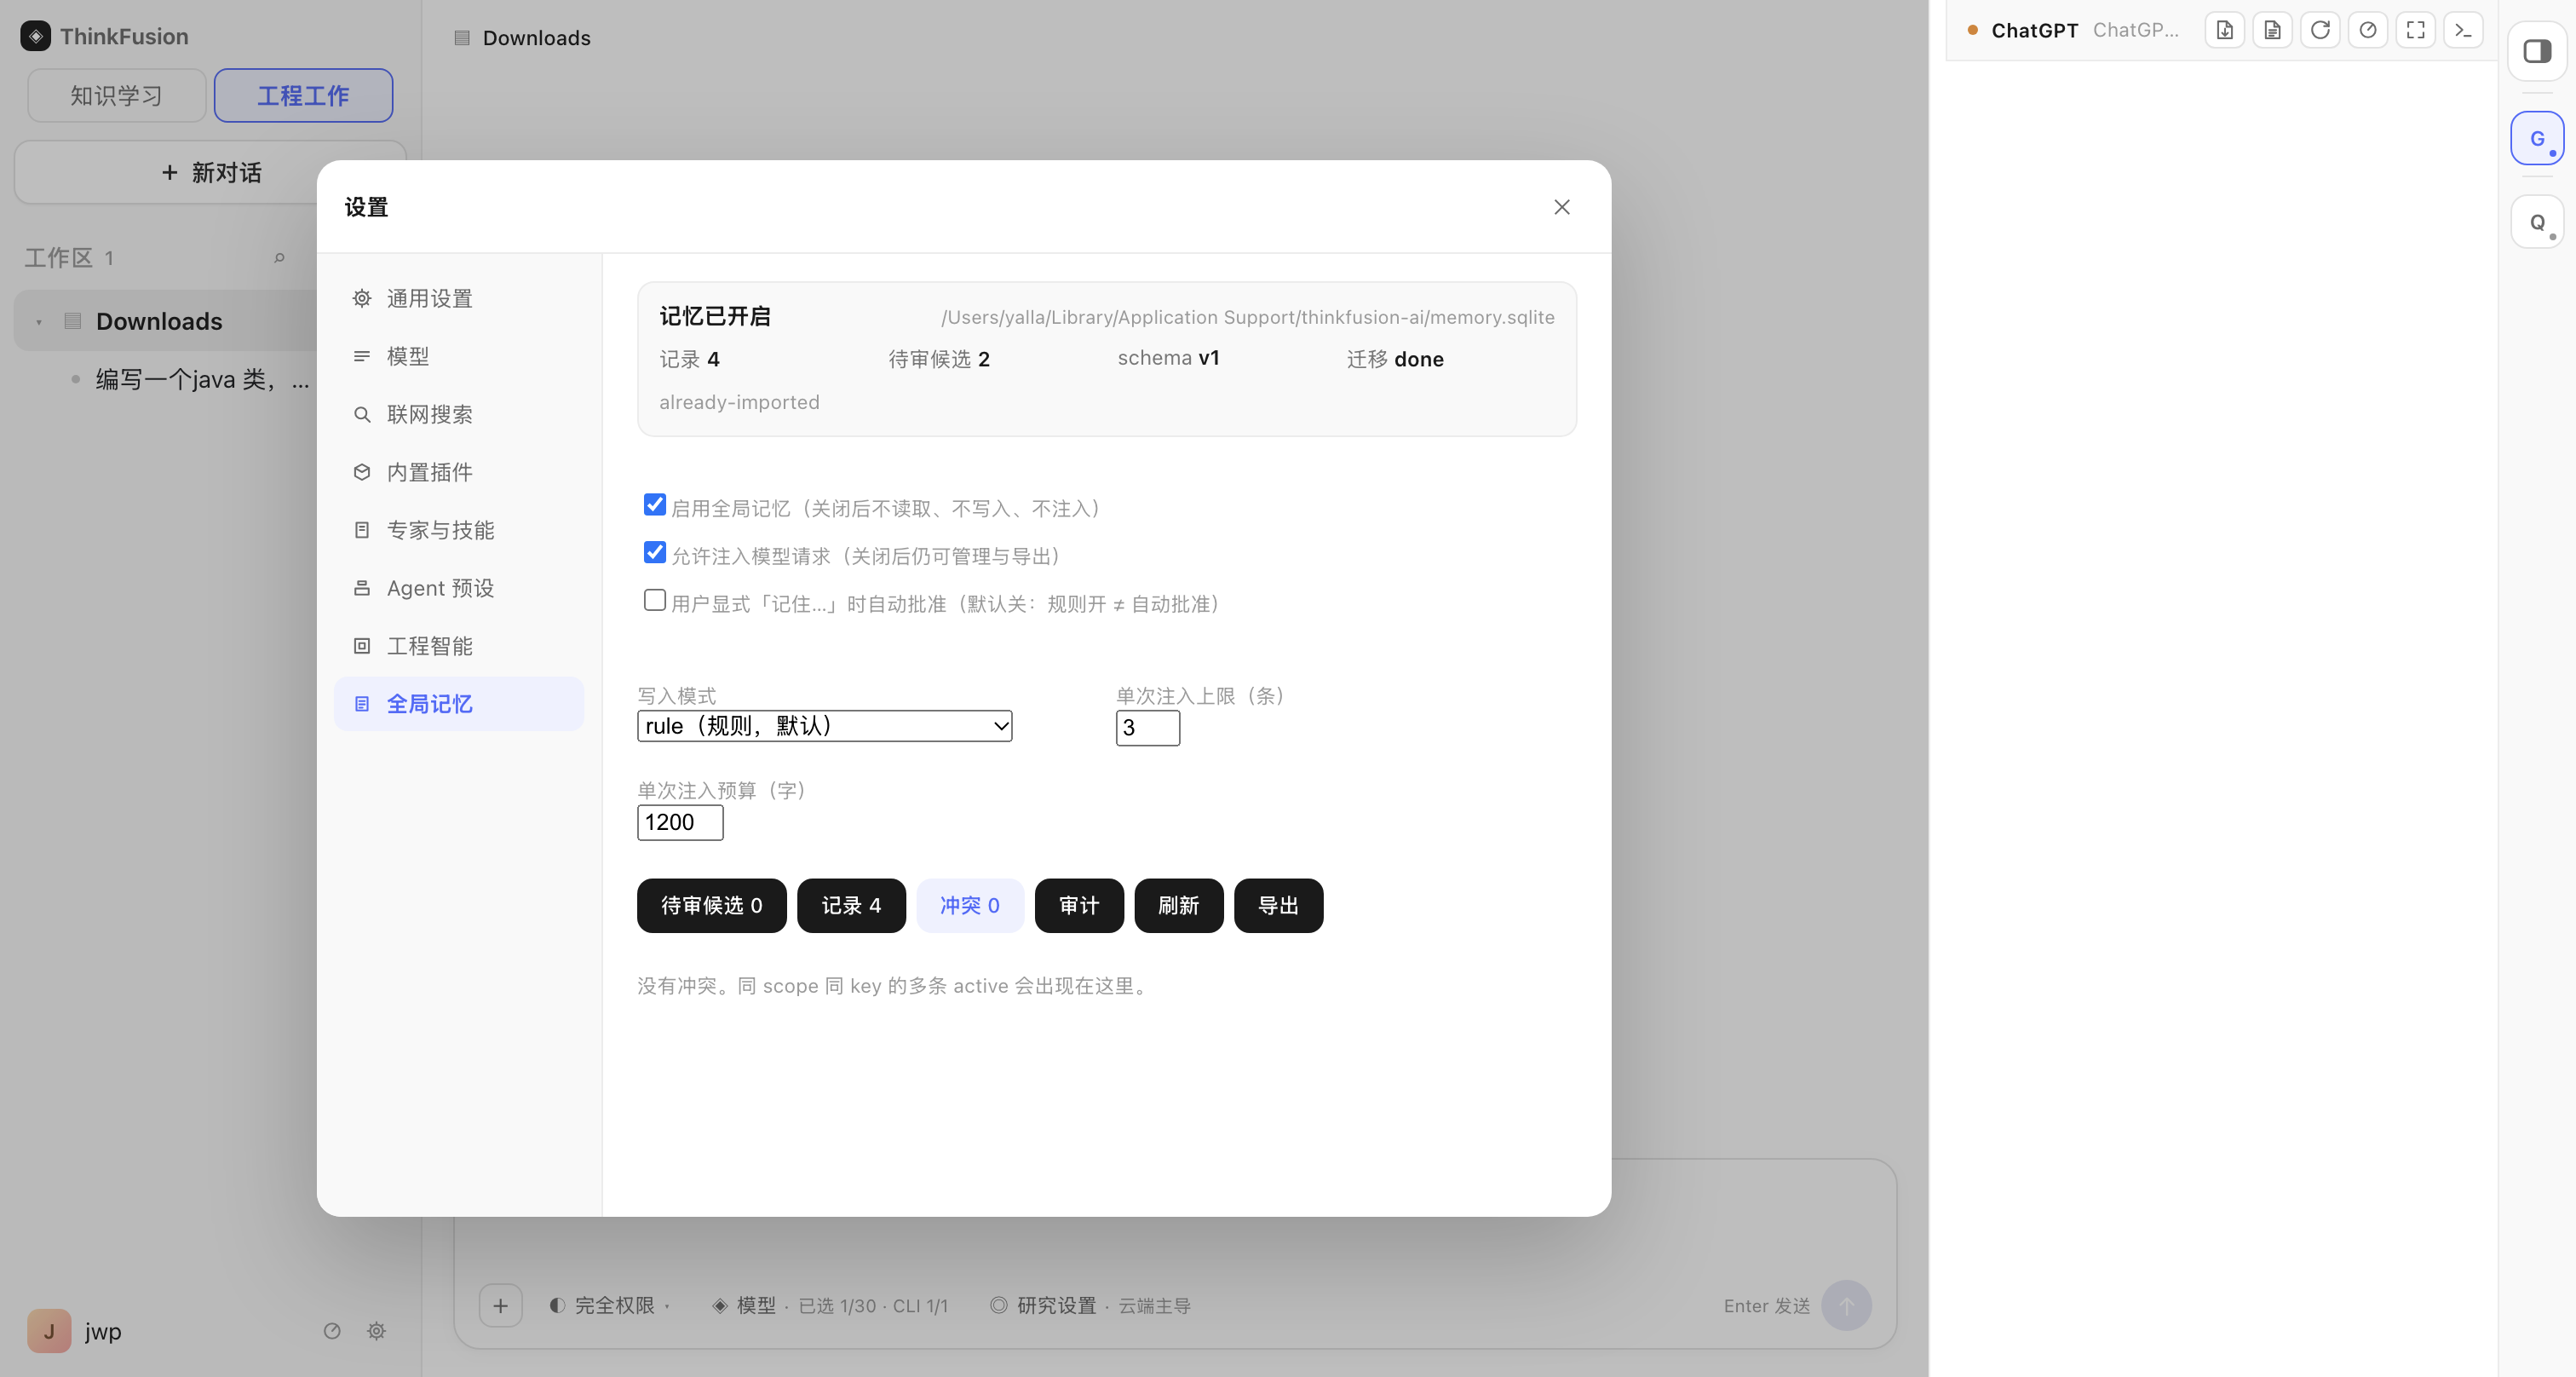 ThinkFusion
知识学习
工程工作
+ 新对话
工作区 1
Downloads
编写一个java 类，...
J
jwp
Downloads
设置
通用设置
模型
联网搜索
内置插件
专家与技能
Agent 预设
工程智能
全局记忆
记忆已开启
/Users/yalla/Library/Application Support/thinkfusion-ai/memory.sqlite
记录 4
待审候选 2
schema v1
迁移 done
already-imported
启用全局记忆（关闭后不读取、不写入、不注入）
允许注入模型请求（关闭后仍可管理与导出）
用户显式「记住...」时自动批准（默认关：规则开 ≠ 自动批准）
写入模式
rule（规则，默认）
单次注入上限（条）
3
单次注入预算（字）
1200
待审候选 0
记录 4
冲突 0
审计
刷新
导出
没有冲突。同 scope 同 key 的多条 active 会出现在这里。
完全权限
模型 · 已选 1/30 · CLI 1/1
研究设置 · 云端主导
Enter 发送
ChatGPT ChatGP...
G
Q